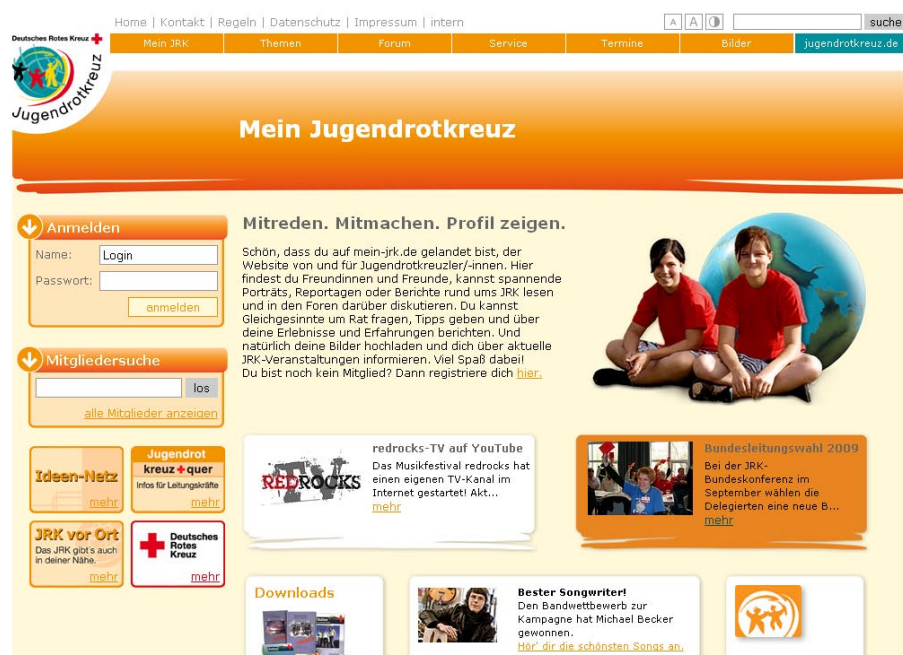 Home | Kontakt | Regeln | Datenschutz | Impressum | intern
A A
suche
Deutsches Rotes Kreuz
Jugendrotkreuz
Mein JRK Themen Forum Service Termine Bilder jugendrotkreuz.de
Mein Jugendrotkreuz
Anmelden
Name: Login
Passwort:
anmelden
Mitgliedersuche
los
alle Mitglieder anzeigen
Ideen-Netz
mehr
Jugendrot
kreuz+quer
Infos für Leitungskräfte
mehr
JRK vor Ort
Das JRK gibt's auch
in deiner Nähe.
mehr
Deutsches
Rotes
Kreuz
mehr
Mitreden. Mitmachen. Profil zeigen.
Schön, dass du auf mein-jrk.de gelandet bist, der
Website von und für Jugendrotkreuzler/-innen. Hier
findest du Freundinnen und Freunde, kannst spannende
Porträts, Reportagen oder Berichte rund ums JRK lesen
und in den Foren darüber diskutieren. Du kannst
Gleichgesinnte um Rat fragen, Tipps geben und über
deine Erlebnisse und Erfahrungen berichten. Und
natürlich deine Bilder hochladen und dich über aktuelle
JRK-Veranstaltungen informieren. Viel Spaß dabei!
Du bist noch kein Mitglied? Dann registriere dich hier.
REDROCKS
TV
redrocks-TV auf YouTube
Das Musikfestival redrocks hat
einen eigenen TV-Kanal im
Internet gestartet! Akt...
mehr
Bundesleitungswahl 2009
Bei der JRK-
Bundeskonferenz im
September wählen die
Delegierten eine neue B...
mehr
Downloads
Bester Songwriter!
Den Bandwettbewerb zur
Kampagne hat Michael Becker
gewonnen.
Hör' dir die schönsten Songs an.